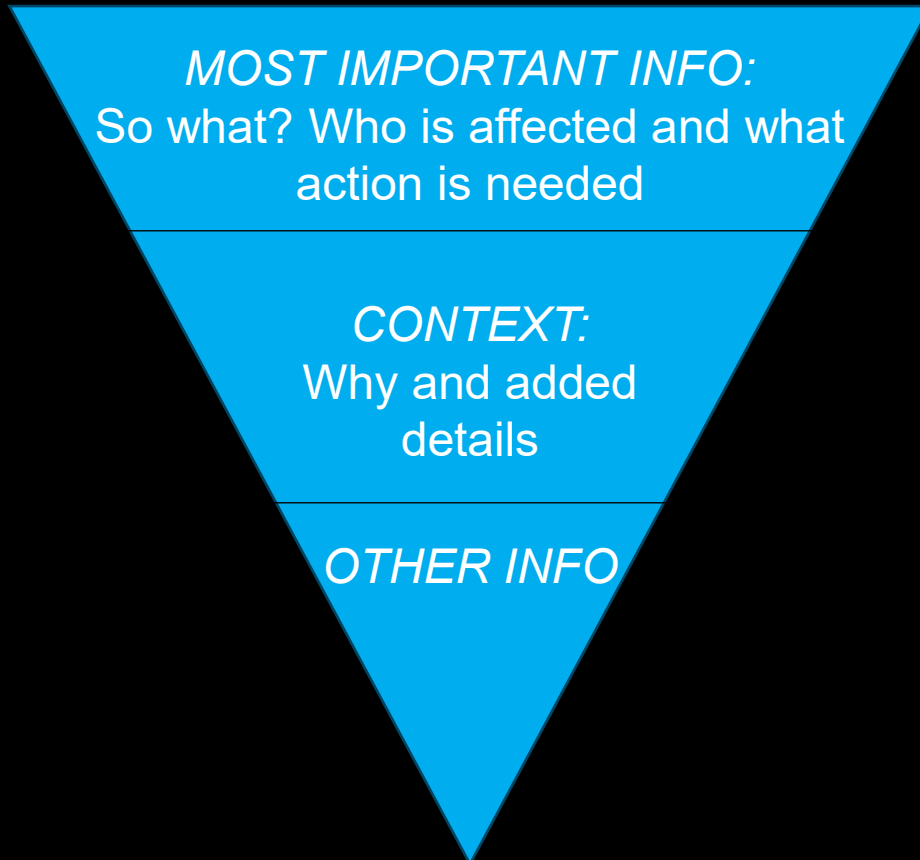 MOST IMPORTANT INFO:
So what? Who is affected and what
action is needed
CONTEXT:
Why and added
details
OTHER INFO